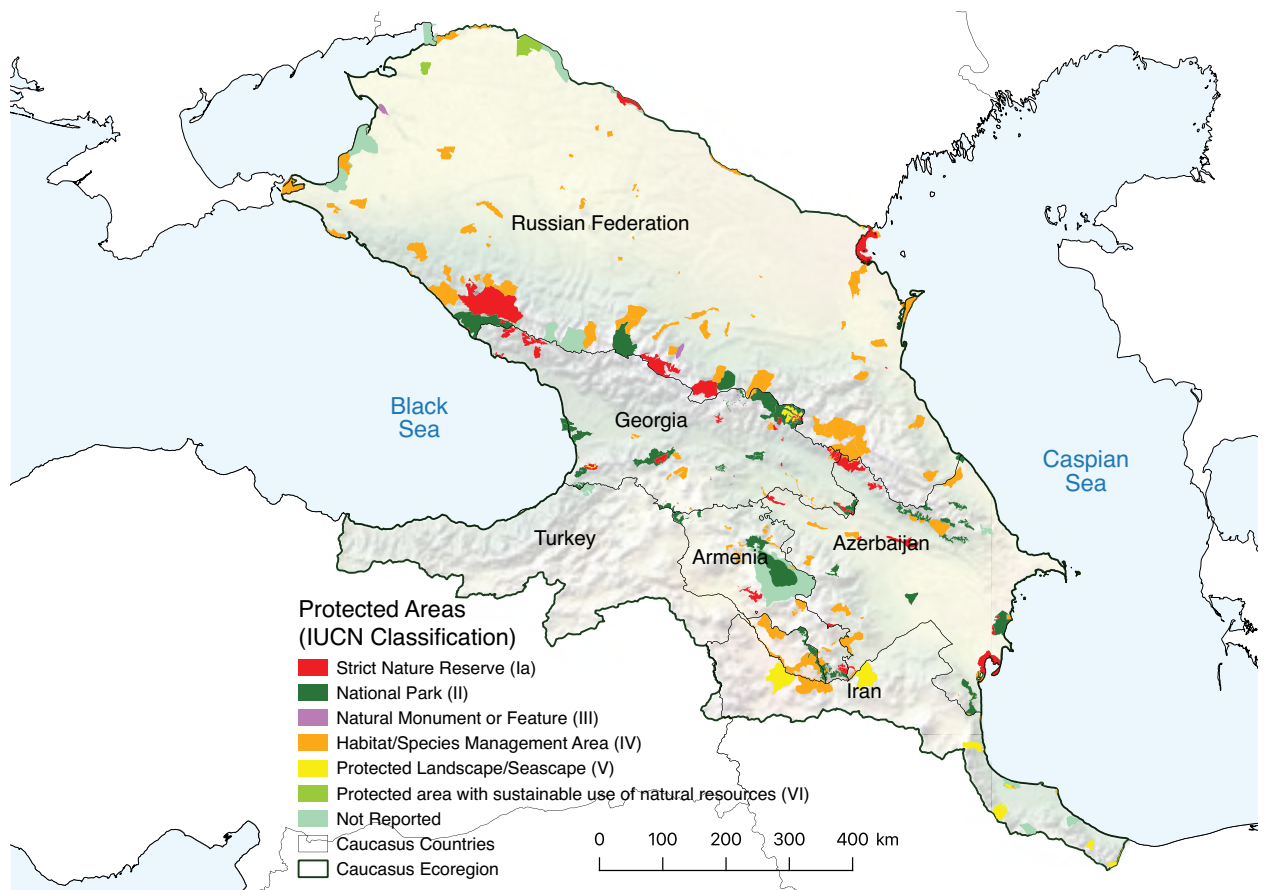 Russian Federation
Black
Sea
Georgia
Caspian
Sea
Turkey
Armenia
Azerbaijan
Iran
Protected Areas
(IUCN Classification)
Strict Nature Reserve (Ia)
National Park (II)
Natural Monument or Feature (III)
Habitat/Species Management Area (IV)
Protected Landscape/Seascape (V)
Protected area with sustainable use of natural resources (VI)
Not Reported
Caucasus Countries
Caucasus Ecoregion
0 100 200 300 400 km